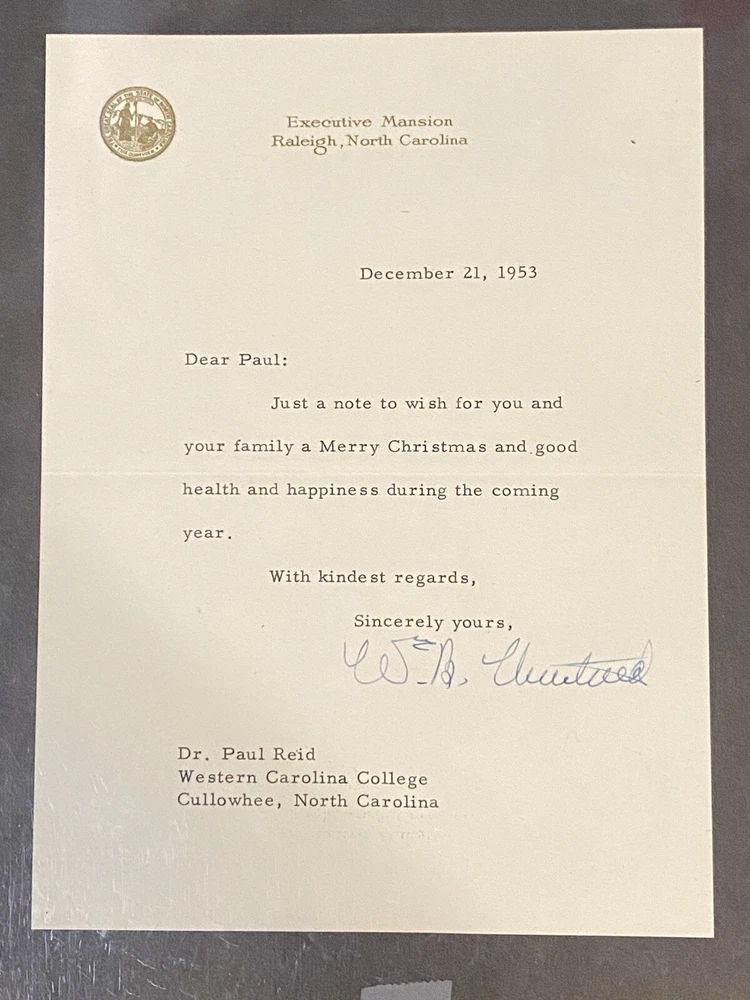 Executive Mansion
Raleigh, North Carolina
December 21, 1953
Dear Paul:
Just a note to wish for you and
your family a Merry Christmas and good
health and happiness during the coming
year.
With kindest regards,
Sincerely yours,
Wm. B. Umstead
Dr. Paul Reid
Western Carolina College
Cullowhee, North Carolina